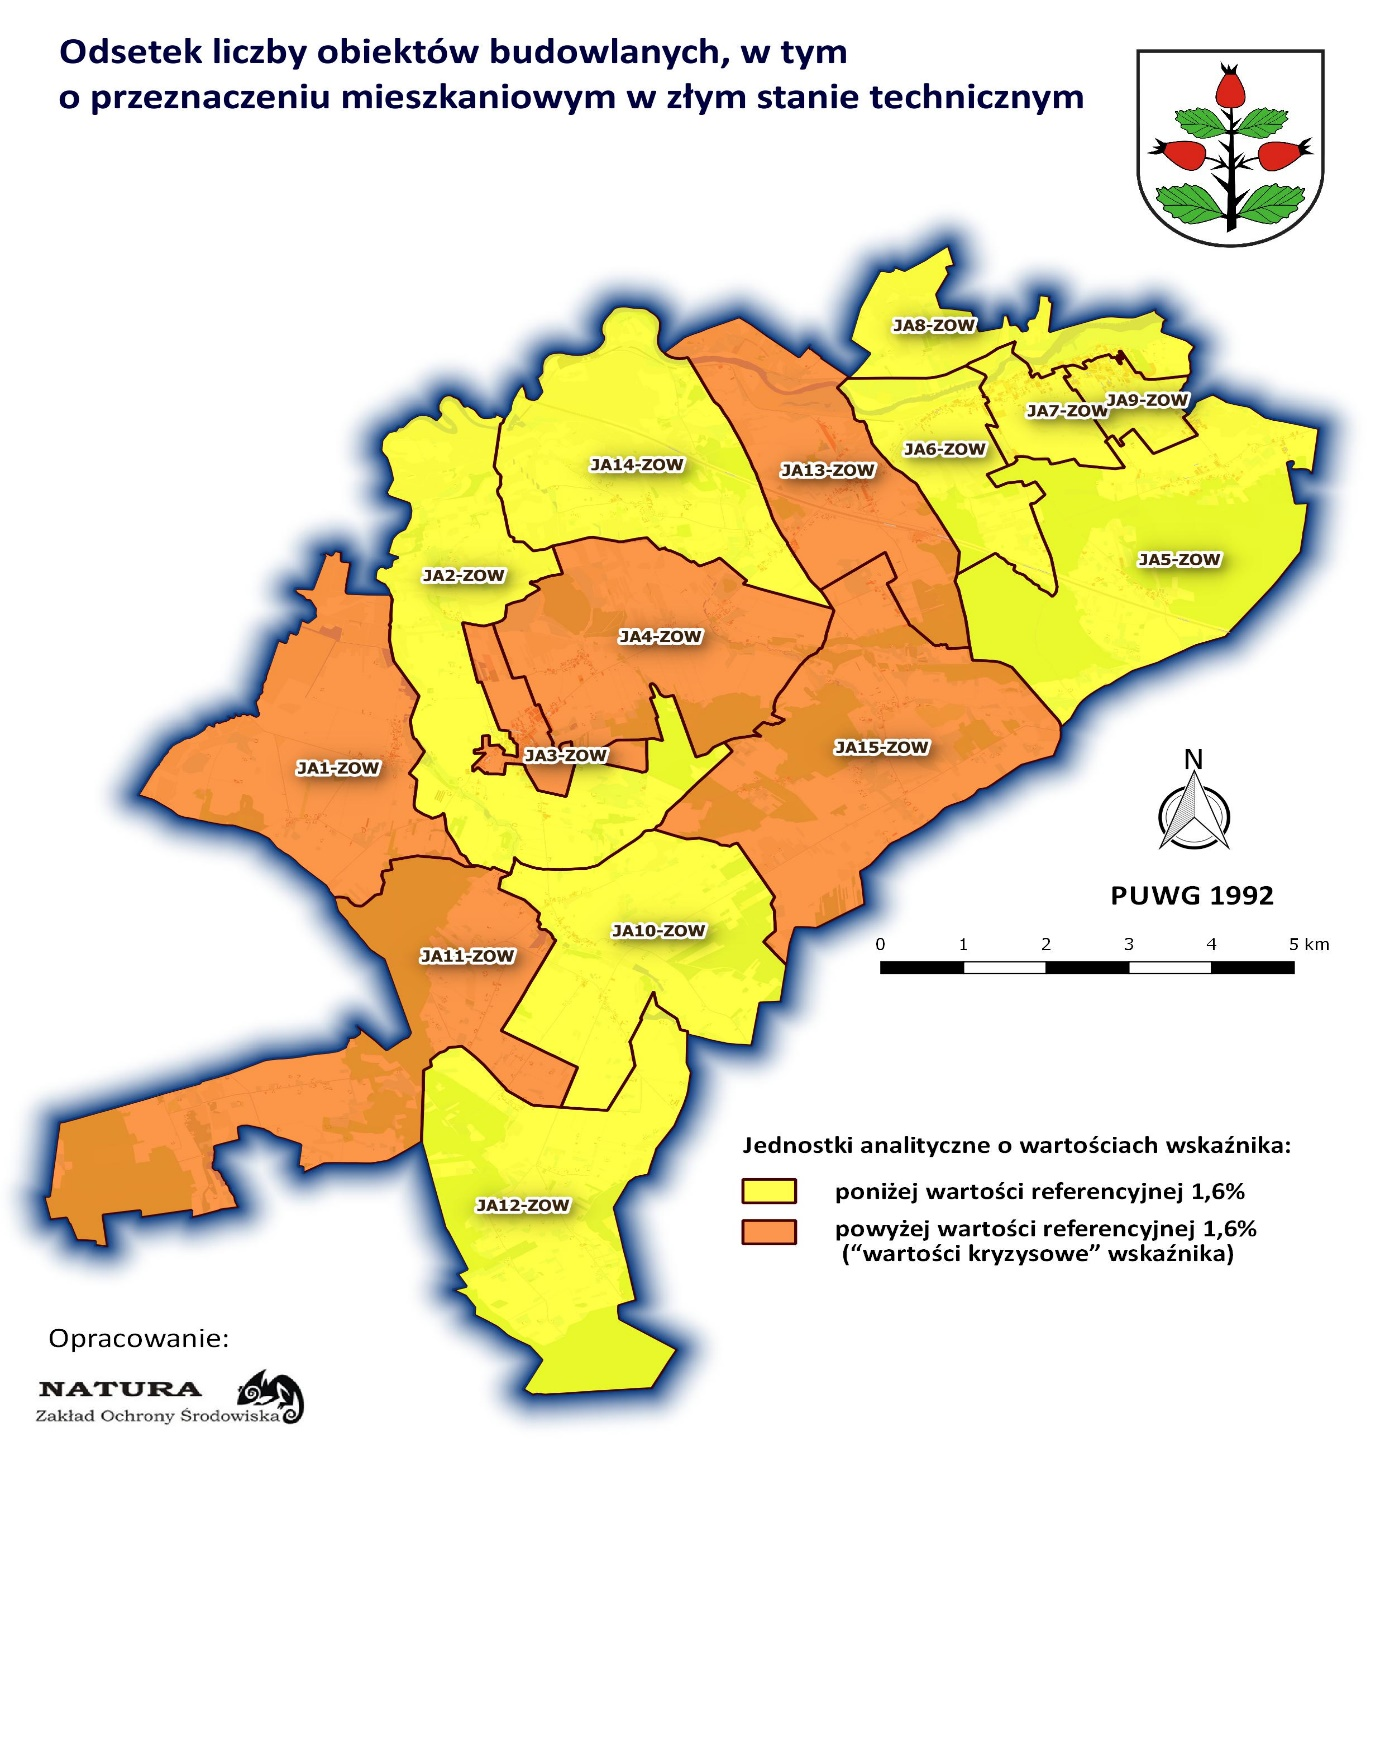 Odsetek liczby obiektów budowlanych, w tym
o przeznaczeniu mieszkaniowym w złym stanie technicznym
JA8-ZOW
JA7-ZOW
JA9-ZOW
JA6-ZOW
JA14-ZOW
JA13-ZOW
JA5-ZOW
JA2-ZOW
JA4-ZOW
JA3-ZOW
JA15-ZOW
JA1-ZOW
N
PUWG 1992
0 1 2 3 4 5 km
JA10-ZOW
JA11-ZOW
JA12-ZOW
Jednostki analityczne o wartościach wskaźnika:
poniżej wartości referencyjnej 1,6%
powyżej wartości referencyjnej 1,6%
(“wartości kryzysowe” wskaźnika)
Opracowanie:
NATURA
Zakład Ochrony Środowiska